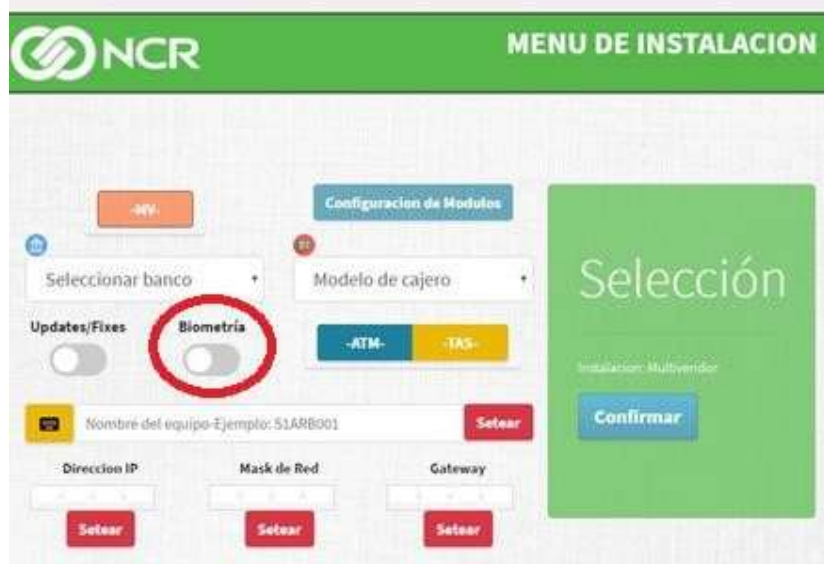 NCR
MENU DE INSTALACION
-MV-
Configuracion de Modulos
Seleccionar banco
Modelo de cajero
Selección
Updates/Fixes
Biometría
-ATM-
-TAS-
Instalacion: Multivendor
Confirmar
Nombre del equipo-Ejemplo: S1ARB001
Setear
Direccion IP
Mask de Red
Gateway
Setear
Setear
Setear